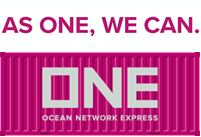 AS ONE, WE CAN.
ONE
OCEAN NETWORK EXPRESS